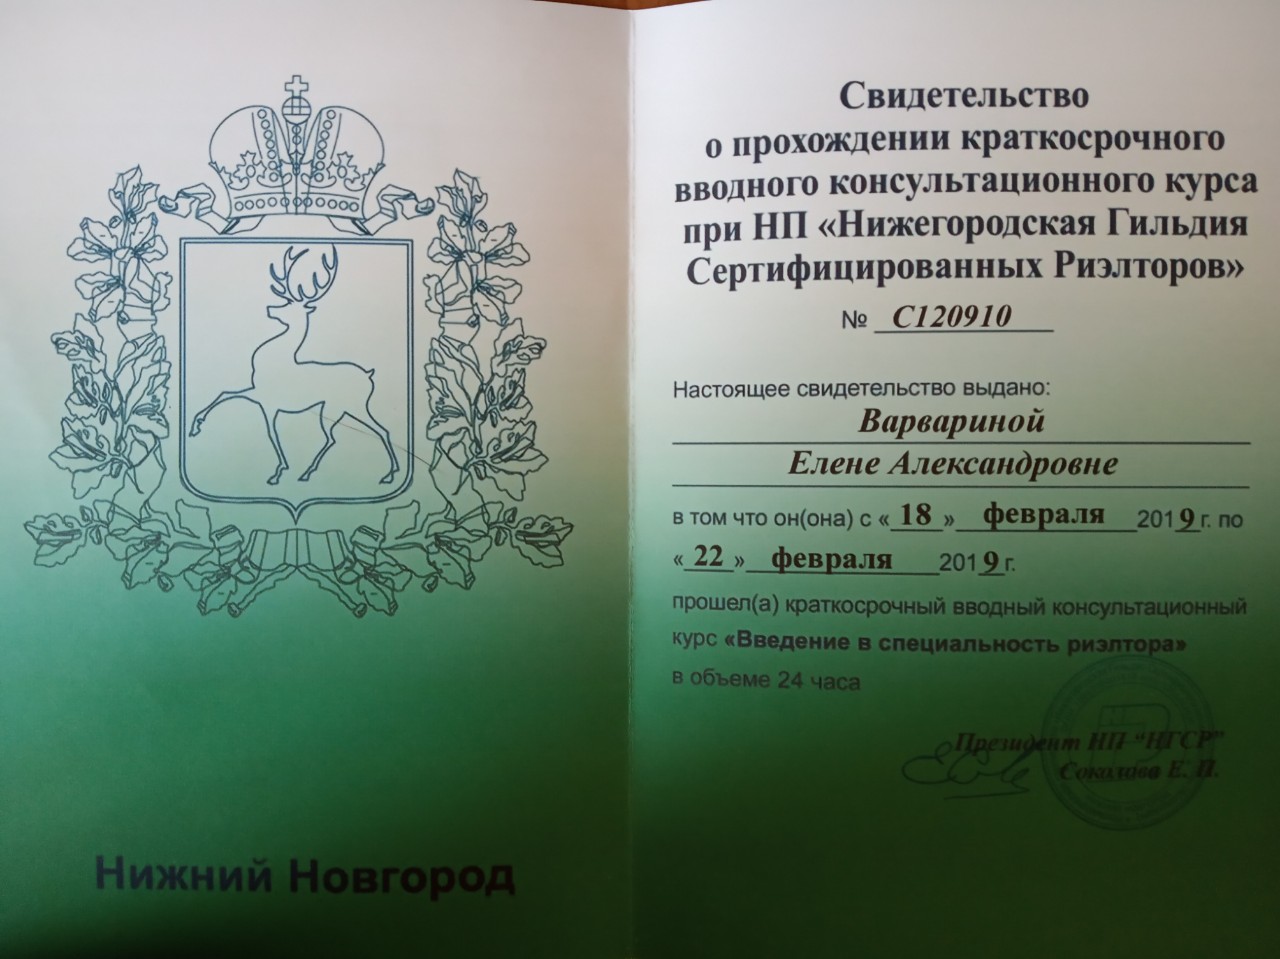 Нижний Новгород
Свидетельство
о прохождении краткосрочного
вводного консультационного курса
при НП «Нижегородская Гильдия
Сертифицированных Риэлторов»
№ С120910
Настоящее свидетельство выдано:
Варвариной
Елене Александровне
в том что он(она) с « 18 » февраля 2019г. по
« 22 » февраля 2019г.
прошел(а) краткосрочный вводный консультационный
курс «Введение в специальность риэлтора»
в объеме 24 часа
Президент НП "НГСР"
Соколова Е. П.